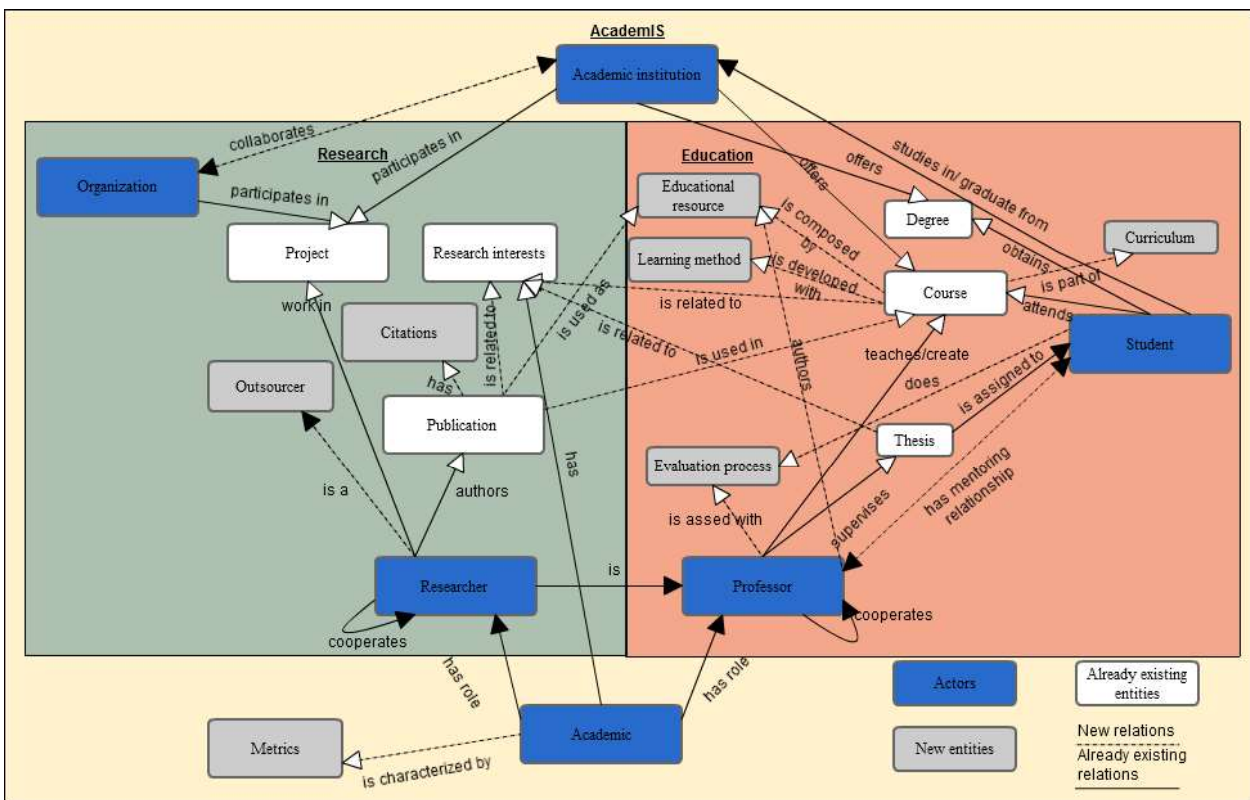 AcademIS
Academic institution
collaborates
Research
participates in
Education
offers
offers
studies in/ graduate from
Organization
participates in
Educational
resource
is composed
by
Degree
Curriculum
Project
Research interests
Learning method
is developed
with
obtains
is part of
Course
work in
is related to
is used as
is related to
is related to
attends
Citations
Student
is used in
teaches/create
authors
does
is assigned to
Outsourcer
has
Publication
Thesis
has
Evaluation process
is a
authors
is assed with
supervises
has mentoring
relationship
Researcher
is
Professor
cooperates
cooperates
has role
has role
Actors
Already existing
entities
Metrics
is characterized by
Academic
New entities
New relations
Already existing
relations